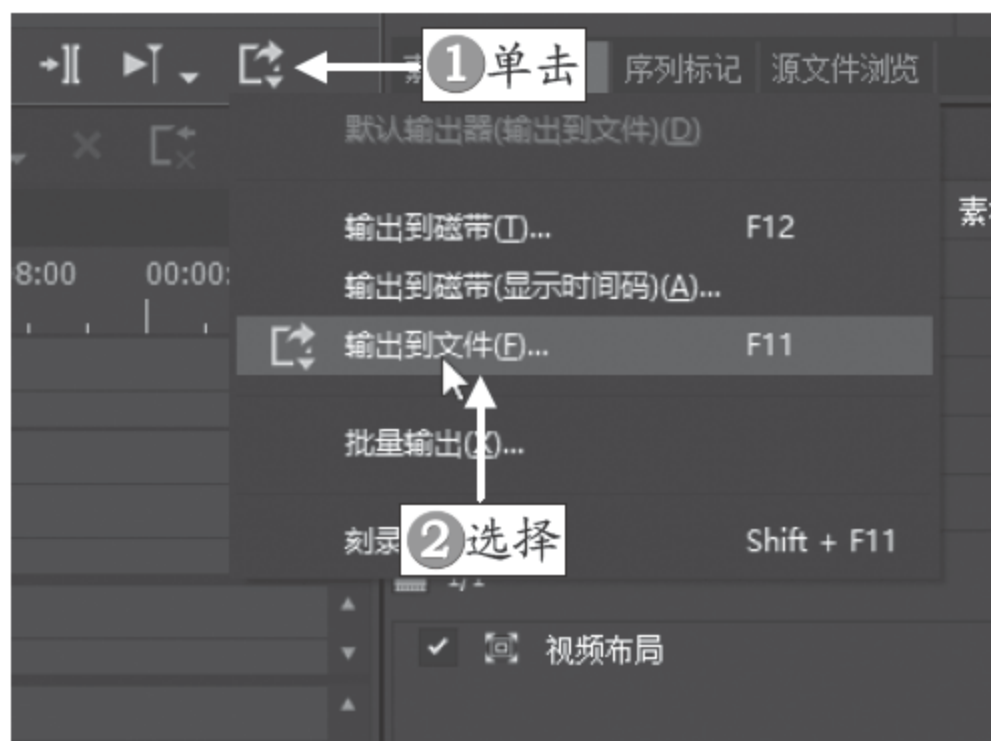 1 单击
序列标记 源文件浏览
默认输出器(输出到文件)(D)
输出到磁带(T)... F12
素
8:00 00:00:
输出到磁带(显示时间码)(A)...
输出到文件(F)... F11
批量输出(X)...
刻录 2 选择 Shift + F11
1/1
视频布局